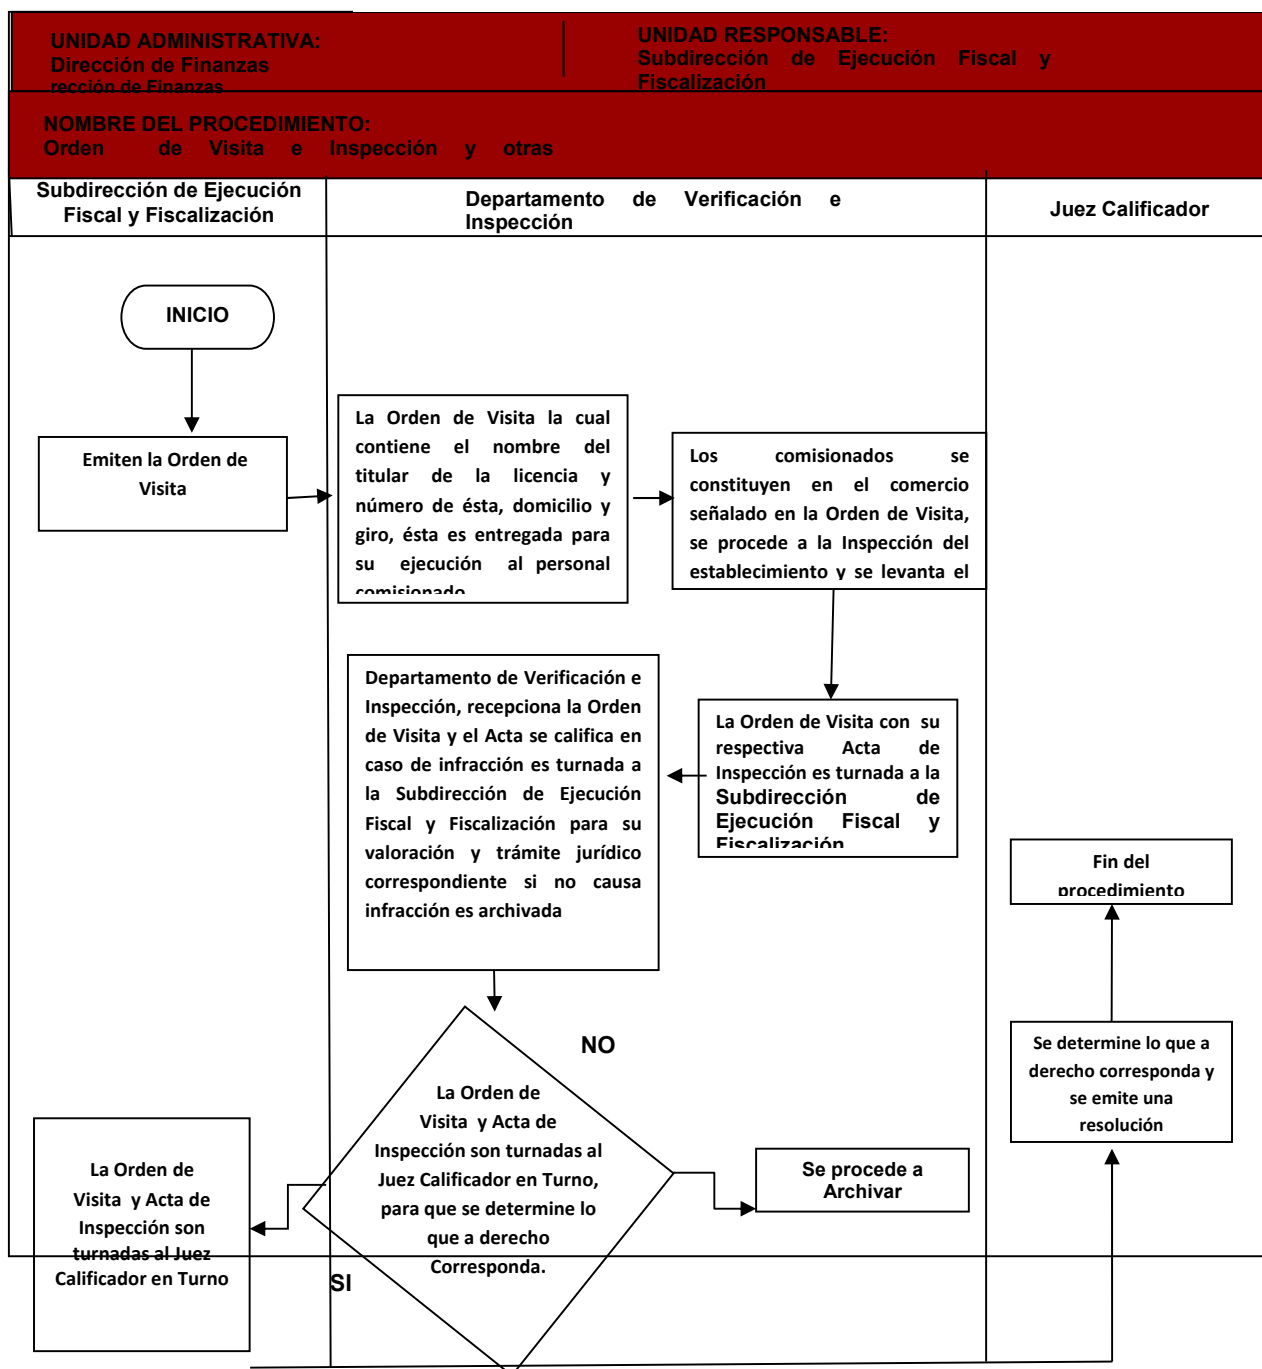 UNIDAD ADMINISTRATIVA:
Dirección de Finanzas
rección de Finanzas
UNIDAD RESPONSABLE:
Subdirección de Ejecución Fiscal y
Fiscalización
NOMBRE DEL PROCEDIMIENTO:
Orden de Visita e Inspección y otras
Subdirección de Ejecución
Fiscal y Fiscalización
Departamento de Verificación e
Inspección
Juez Calificador
INICIO
Emiten la Orden de
Visita
La Orden de Visita la cual
contiene el nombre del
titular de la licencia y
número de ésta, domicilio y
giro, ésta es entregada para
su ejecución al personal
comisionado
Los comisionados se
constituyen en el comercio
señalado en la Orden de Visita,
se procede a la Inspección del
establecimiento y se levanta el
La Orden de Visita con su
respectiva Acta de
Inspección es turnada a la
Subdirección de
Ejecución Fiscal y
Fiscalización
Departamento de Verificación e
Inspección, recepciona la Orden
de Visita y el Acta se califica en
caso de infracción es turnada a
la Subdirección de Ejecución
Fiscal y Fiscalización para su
valoración y trámite jurídico
correspondiente si no causa
infracción es archivada
NO
La Orden de
Visita y Acta de
Inspección son turnadas al
Juez Calificador en Turno,
para que se determine lo
que a derecho
Corresponda.
SI
Se procede a
Archivar
La Orden de
Visita y Acta de
Inspección son
turnadas al Juez
Calificador en Turno
Se determine lo que a
derecho corresponda y
se emite una
resolución
Fin del
procedimiento